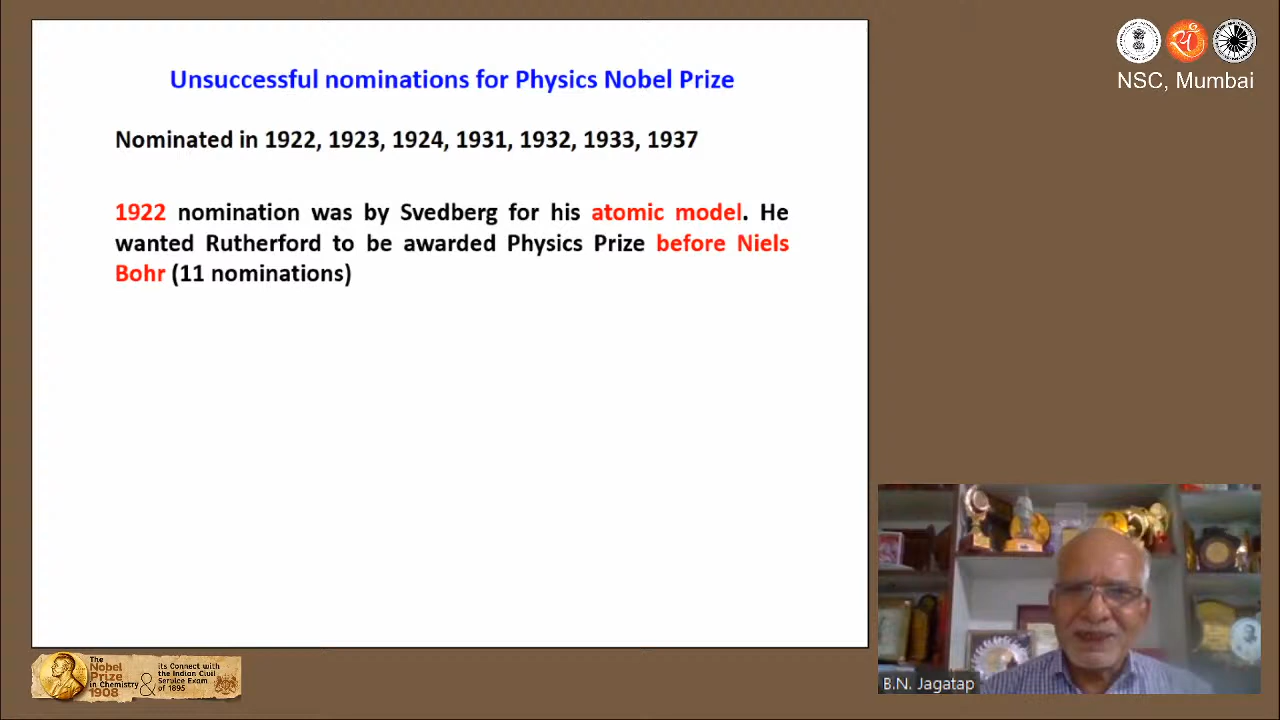 Unsuccessful nominations for Physics Nobel Prize
Nominated in 1922, 1923, 1924, 1931, 1932, 1933, 1937
1922 nomination was by Svedberg for his atomic model. He
wanted Rutherford to be awarded Physics Prize before Niels
Bohr (11 nominations)
NSC, Mumbai
B.N. Jagatap
The
Nobel
Prize
in Chemistry
1908
&
its Connect with
the Indian Civil
Service Exam
of 1895